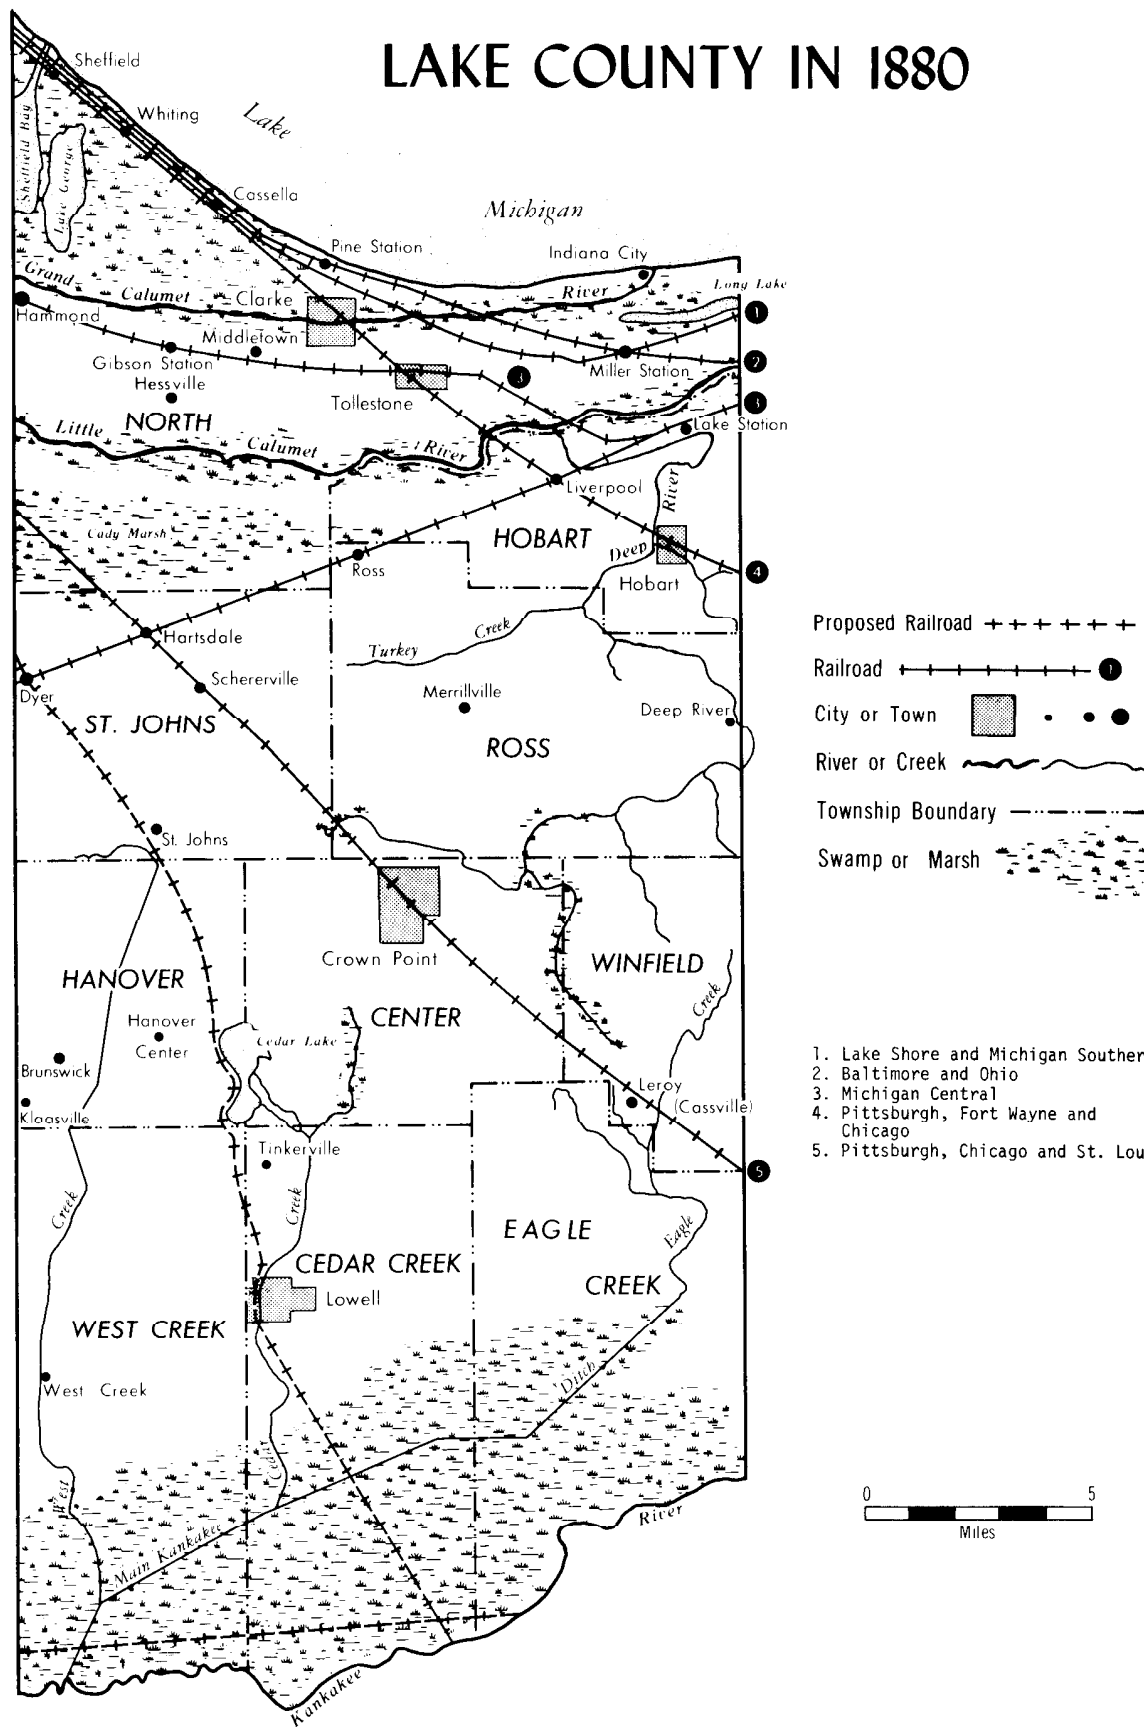 LAKE COUNTY IN 1880
Sheffield
Whiting
Lake
Sheffield Bay
Lake George
Cassella
Michigan
Pine Station
Indiana City
Grand
Calumet
River
Long Lake
Clarke
Hammond
1
Middletown
Gibson Station
Miller Station
2
Hessville
3
Tollestone
3
NORTH
Little
Calumet
River
Lake Station
Liverpool
River
Cady Marsh
HOBART
Deep
Ross
Hobart
4
Hartsdale
Creek
Turkey
Dyer
Schererville
Merrillville
Deep River
ST. JOHNS
ROSS
St. Johns
Crown Point
HANOVER
WINFIELD
Creek
CENTER
Hanover
Center
Cedar Lake
Brunswick
Klaasville
Leroy
(Cassville)
Tinkerville
5
Creek
Creek
EAGLE
Eagle
CEDAR CREEK
CREEK
Lowell
WEST CREEK
West Creek
Ditch
Cedar
West
Main Kankakee
River
Kankakee
Proposed Railroad
Railroad 1
City or Town
River or Creek
Township Boundary
Swamp or Marsh
1. Lake Shore and Michigan Souther
2. Baltimore and Ohio
3. Michigan Central
4. Pittsburgh, Fort Wayne and
Chicago
5. Pittsburgh, Chicago and St. Lou
0 5
Miles